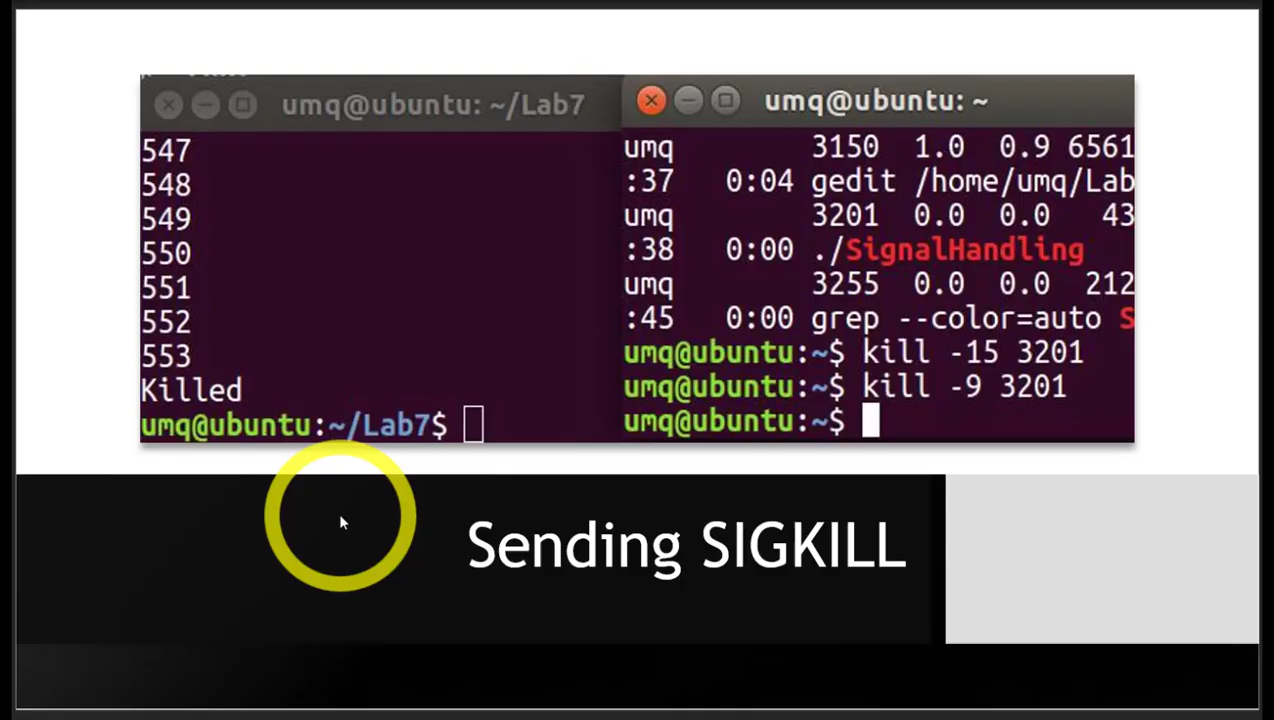 umq@ubuntu: ~/Lab7
547
548
549
550
551
552
553
Killed
umq@ubuntu:~/Lab7$
umq@ubuntu: ~
umq 3150 1.0 0.9 6561
:37 0:04 gedit /home/umq/Lab
umq 3201 0.0 0.0 43
:38 0:00 ./SignalHandling
umq 3255 0.0 0.0 212
:45 0:00 grep --color=auto S
umq@ubuntu:~$ kill -15 3201
umq@ubuntu:~$ kill -9 3201
umq@ubuntu:~$
Sending SIGKILL